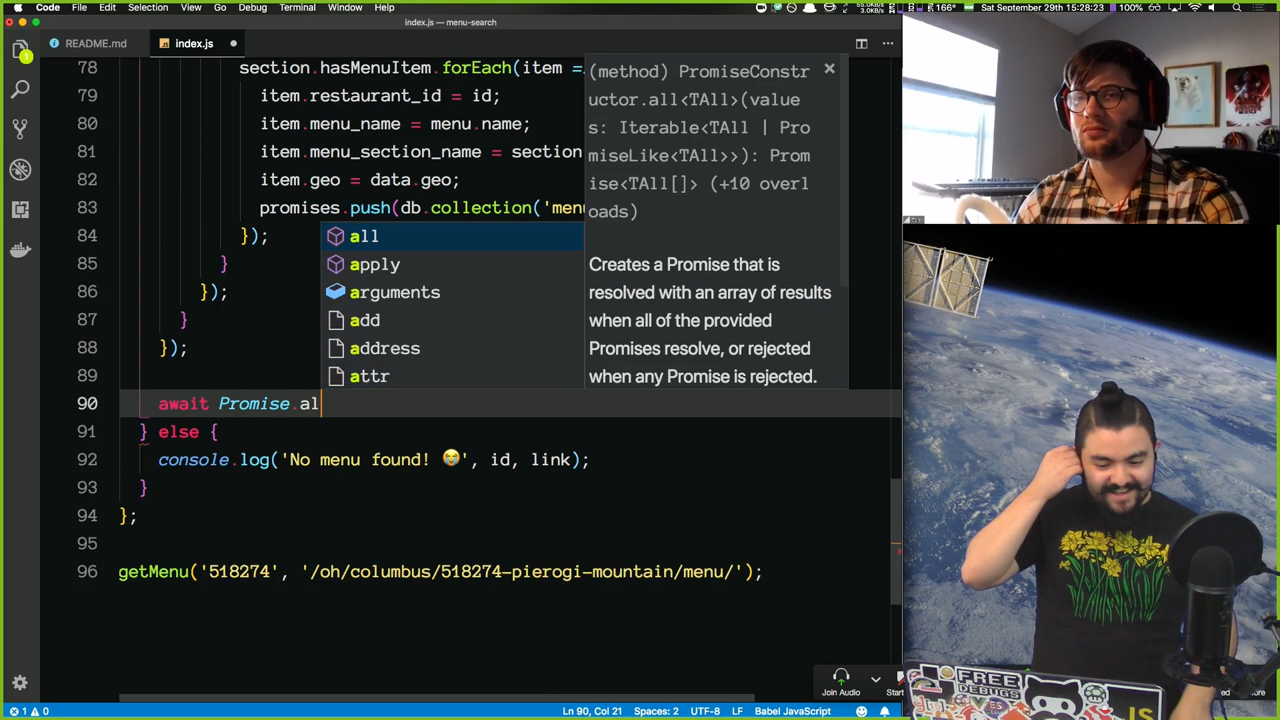 Code File Edit Selection View Go Debug Terminal Window Help
166° Sat September 29th 15:28:23 100%
index.js — menu-search
README.md
index.js
1
78 section.hasMenuItem.forEach(item =
79 item.restaurant_id = id;
80 item.menu_name = menu.name;
81 item.menu_section_name = section
82 item.geo = data.geo;
83 promises.push(db.collection('menu
84 });
85 }
86 });
87 }
88 });
89
90 await Promise.al
91 } else {
92 console.log('No menu found! 😭', id, link);
93 }
94 };
95
96 getMenu('518274', '/oh/columbus/518274-pierogi-mountain/menu/');
all
apply
arguments
add
address
attr
(method) PromiseConstr
uctor.all<TAll>(value
s: Iterable<TAll | Pro
miseLike<TAll>>): Prom
ise<TAll[]> (+10 overl
oads)
Creates a Promise that is
resolved with an array of results
when all of the provided
Promises resolve, or rejected
when any Promise is rejected.
Join Audio
FREE
DEBUGS
JS
1 0
Ln 90, Col 21 Spaces: 2 UTF-8 LF Babel JavaScript